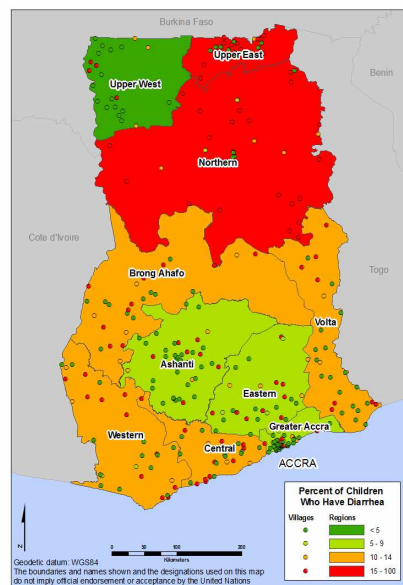 Burkina Faso
Upper East
Benin
Upper West
Northern
Cote d'Ivoire
Togo
Brong Ahafo
Volta
Ashanti
Eastern
Greater Accra
Western
Central
ACCRA
Percent of Children
Who Have Diarrhea
Villages Regions
< 5
5 - 9
10 - 14
15 - 100
N
0 50 100 200
Kilometers
Geodetic datum: WGS84
The boundaries and names shown and the designations used on this map
do not imply official endorsement or acceptance by the United Nations